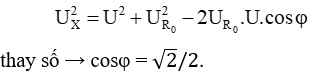 U_X^2 = U^2 + U_{R_0}^2 - 2U_{R_0}.U.cosφ
thay số → cosφ = √2/2.